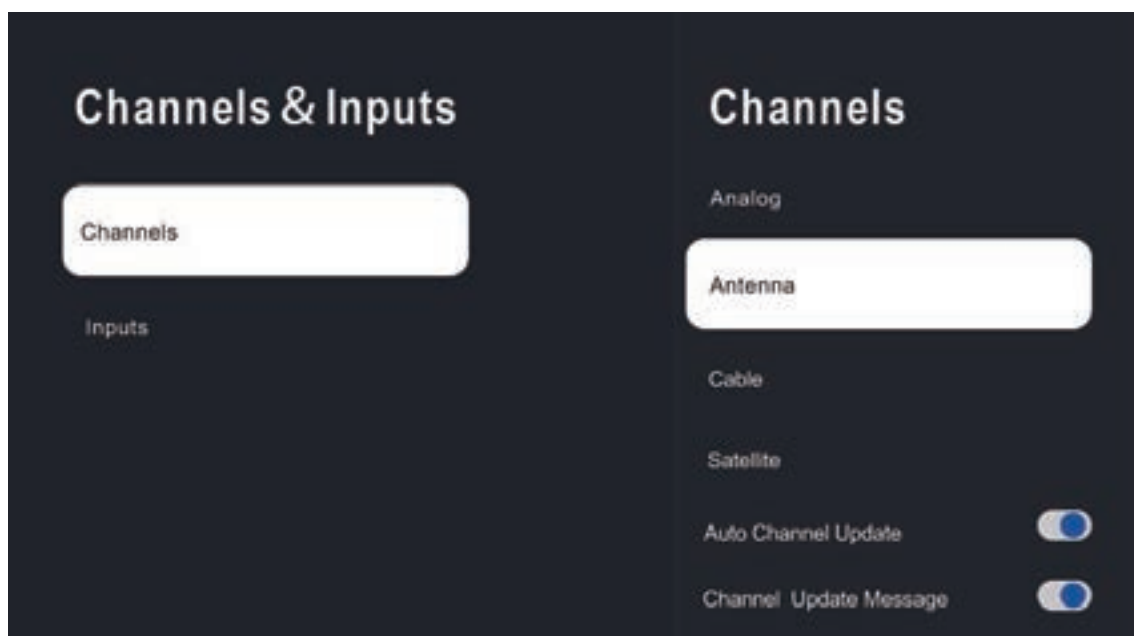 Channels & Inputs
Channels
Inputs
Channels
Analog
Antenna
Cable
Satellite
Auto Channel Update
Channel Update Message